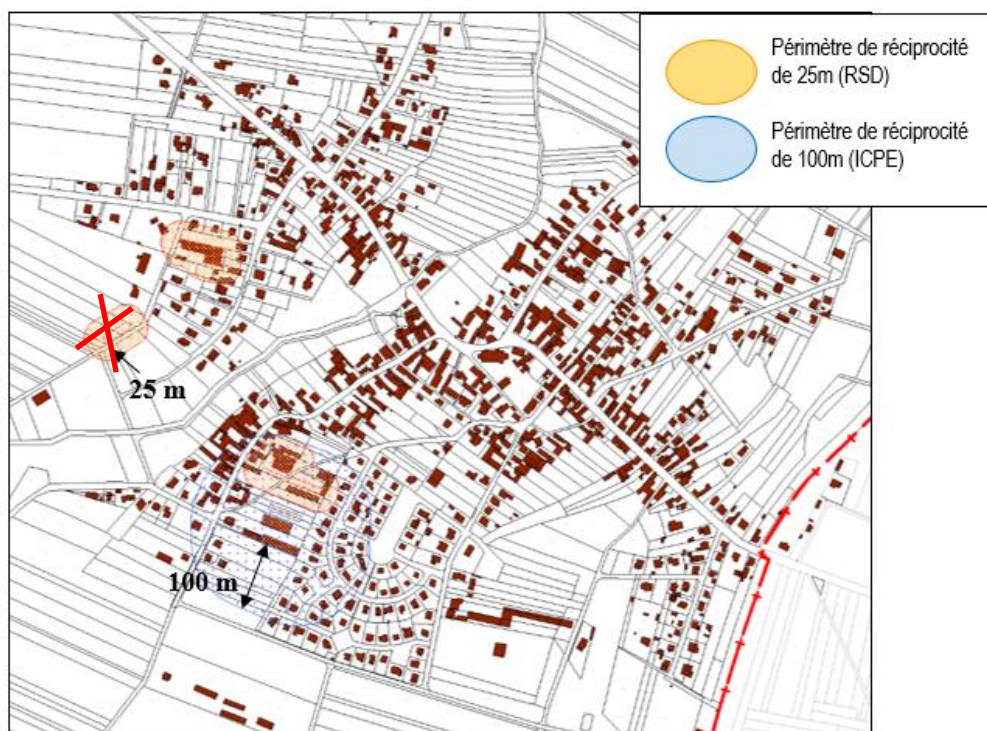 Périmètre de réciprocité
de 25m (RSD)
Périmètre de réciprocité
de 100m (ICPE)
25 m
100 m